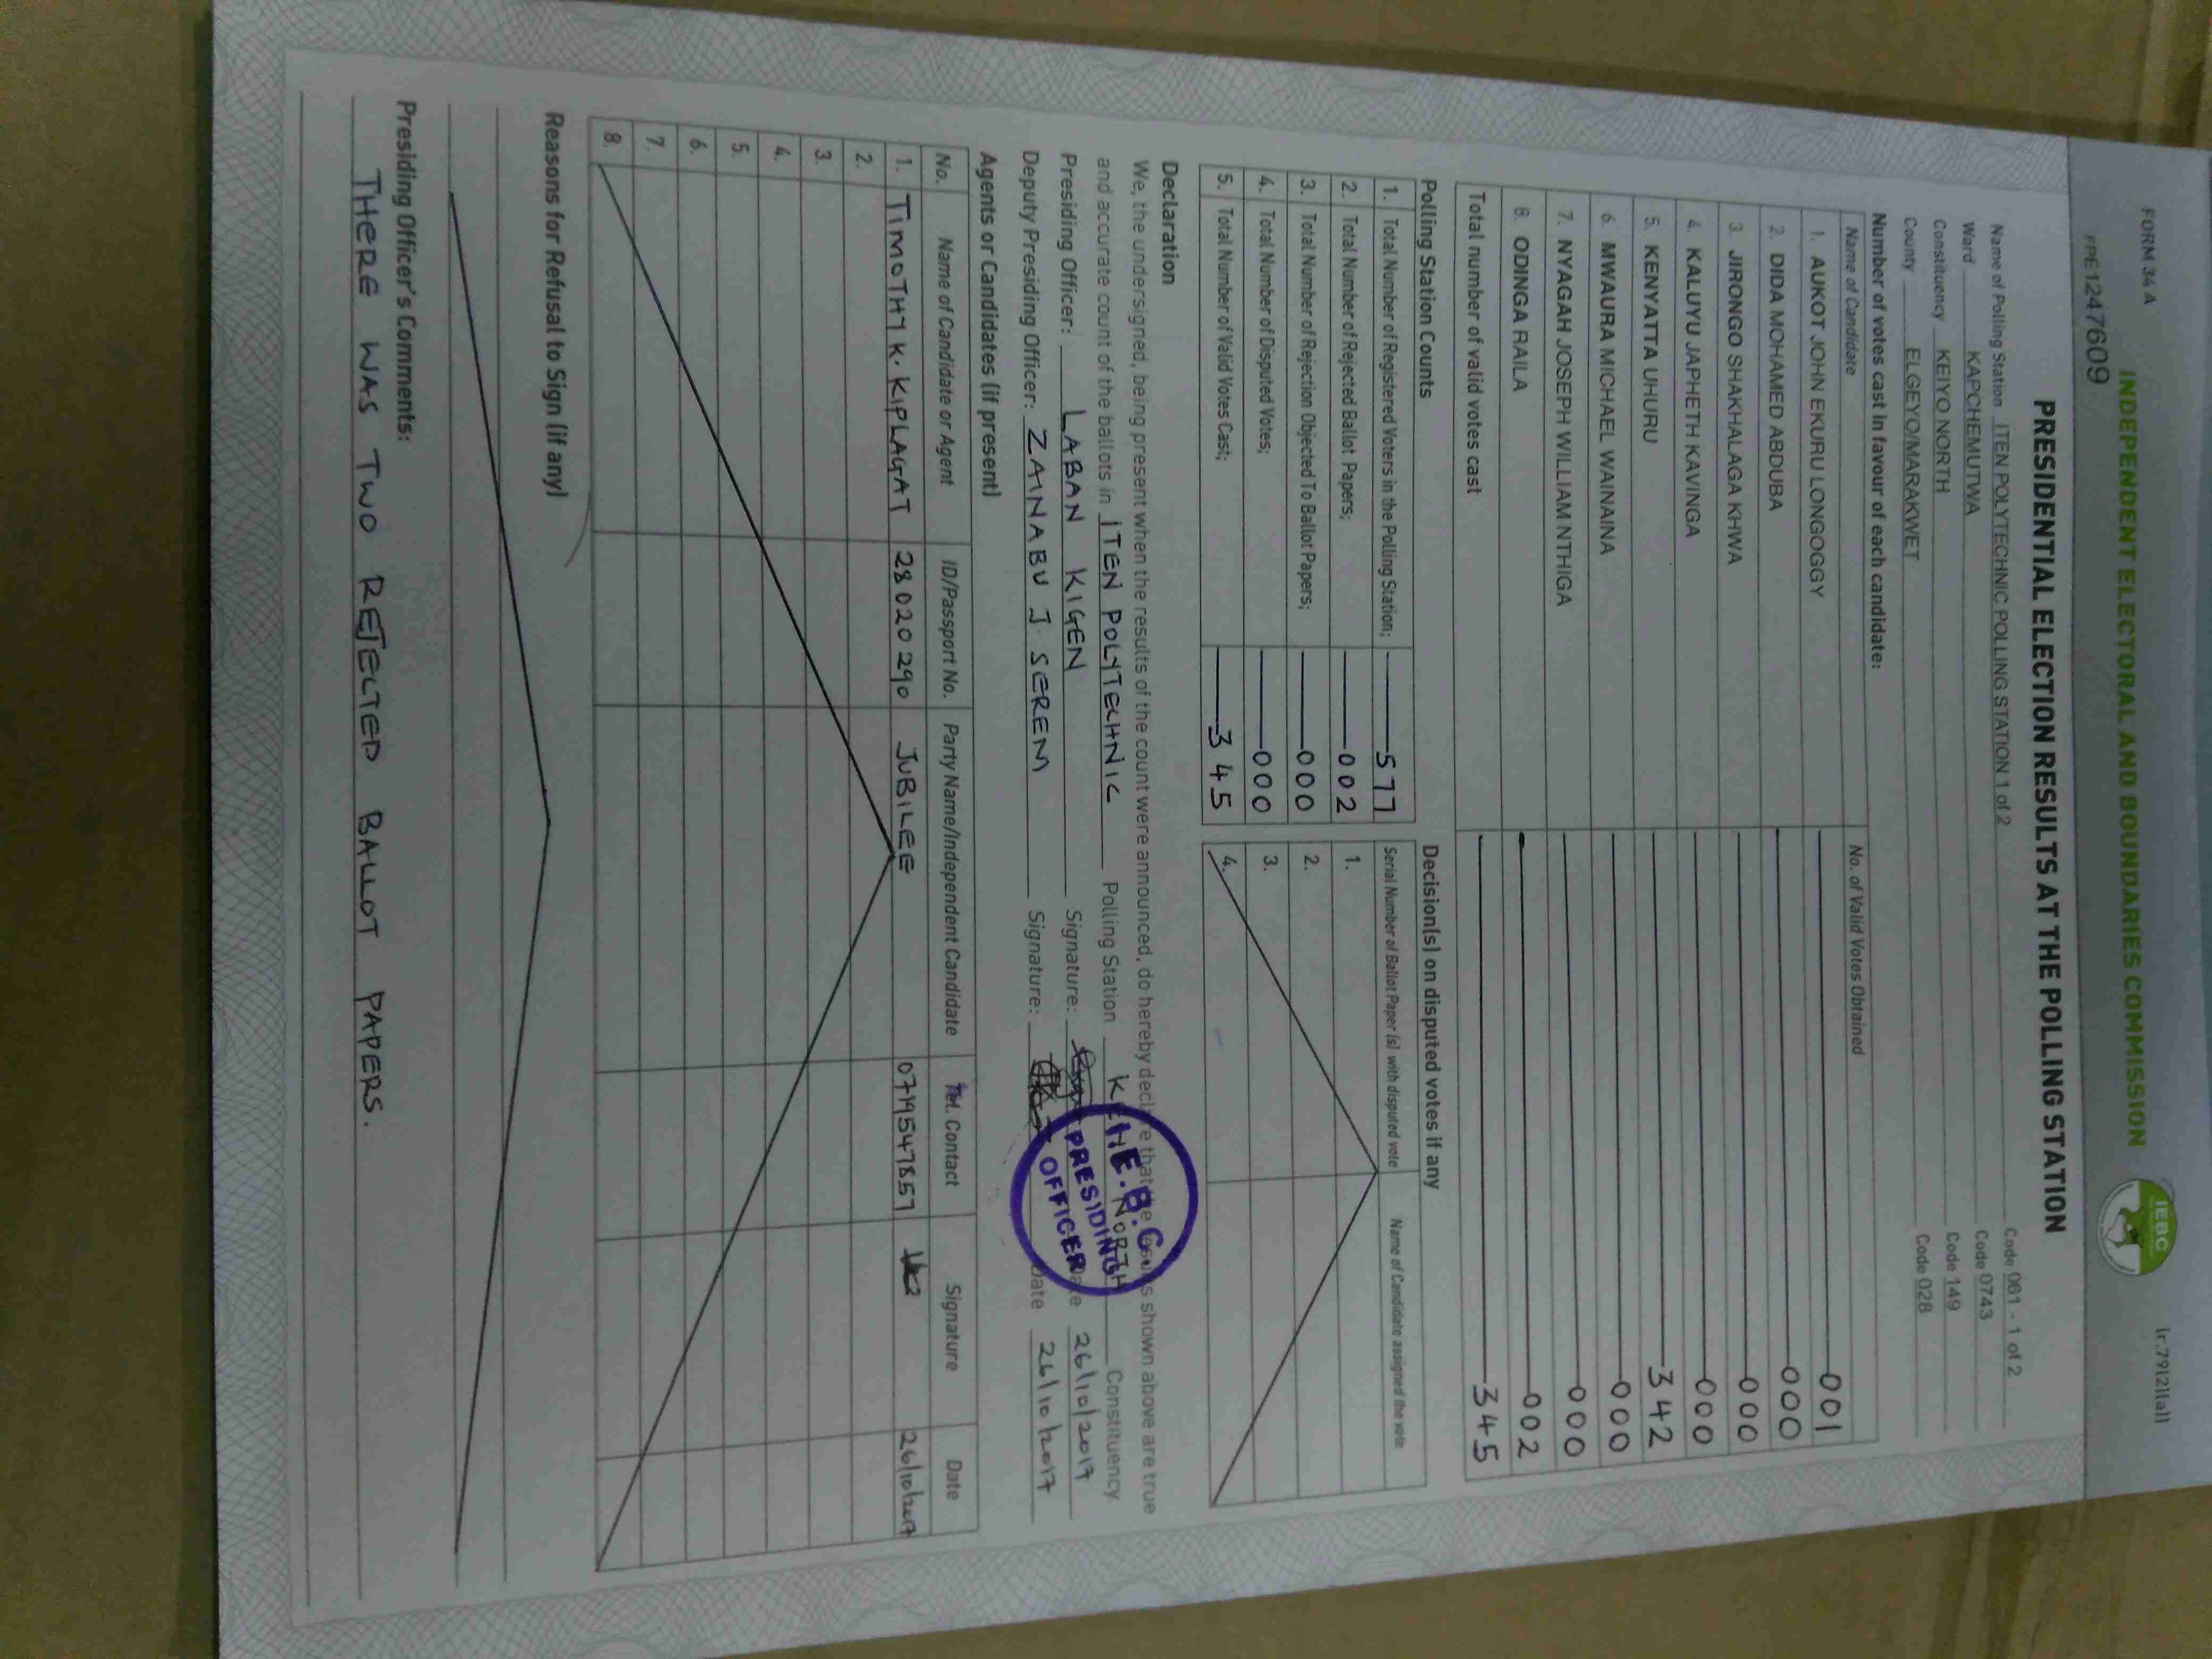 FORM 34 A
INDEPENDENT ELECTORAL AND BOUNDARIES COMMISSION
IEBC
(r.79(2)(a))
PPE1247609
PRESIDENTIAL ELECTION RESULTS AT THE POLLING STATION
Name of Polling Station ITEN POLYTECHNIC POLLING STATION 1 of 2 Code 061 - 1 of 2
Ward KAPCHEMUTWA Code 0743
Constituency KEIYO NORTH Code 149
County ELGEYO/MARAKWET Code 028
Number of votes cast in favour of each candidate:
Name of Candidate No. of Valid Votes Obtained
1. AUKOT JOHN EKURU LONGOGGY 001
2. DIDA MOHAMED ABDUBA 000
3. JIRONGO SHAKHALAGA KHWA 000
4. KALUYU JAPHETH KAVINGA 000
5. KENYATTA UHURU 342
6. MWAURA MICHAEL WAINAINA 000
7. NYAGAH JOSEPH WILLIAM NTHIGA 000
8. ODINGA RAILA 002
Total number of valid votes cast 345
Polling Station Counts
1. Total Number of Registered Voters in the Polling Station; 577
2. Total Number of Rejected Ballot Papers; 002
3. Total Number of Rejection Objected To Ballot Papers; 000
4. Total Number of Disputed Votes; 000
5. Total Number of Valid Votes Cast; 345
Decision(s) on disputed votes if any
Serial Number of Ballot Paper (s) with disputed vote Name of Candidate assigned the vote
1.
2.
3.
4.
Declaration
We, the undersigned, being present when the results of the count were announced, do hereby declare that the results shown above are true
and accurate count of the ballots in ITEN POLYTECHNIC Polling Station NORTH Constituency.
Presiding Officer: LABAN KIGEN Signature: Date 26/10/2017
Deputy Presiding Officer: ZAINABU J. SEREM Signature: Date 26/10/2017
PRESIDING
OFFICER
Agents or Candidates (if present)
No. Name of Candidate or Agent ID/Passport No. Party Name/Independent Candidate Tel. Contact Signature Date
1. TIMOTHY K. KIPLAGAT 28020290 JUBILEE 0719547857 26/10/2017
2.
3.
4.
5.
6.
7.
8.
Reasons for Refusal to Sign (if any)
Presiding Officer's Comments:
THERE WAS TWO REJECTED BALLOT PAPERS.